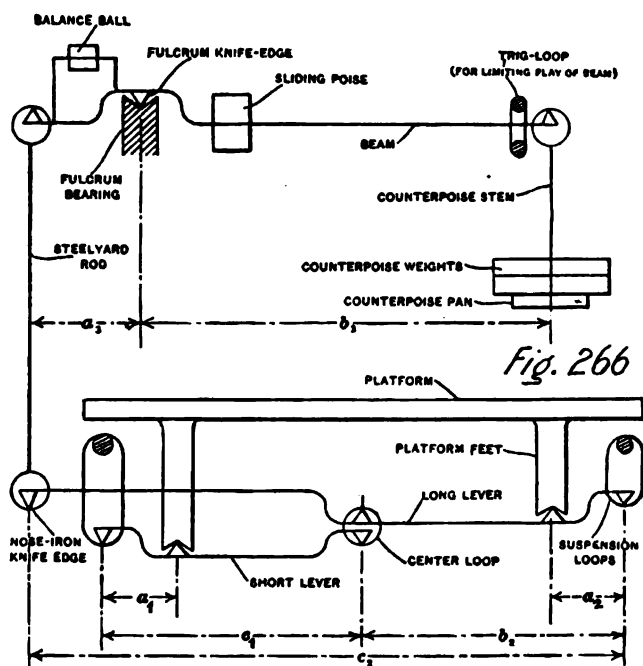 BALANCE BALL
FULCRUM KNIFE-EDGE
SLIDING POISE
TRIG-LOOP
(FOR LIMITING PLAY OF BEAM)
BEAM
FULCRUM
BEARING
COUNTERPOISE STEM
STEELYARD
ROD
COUNTERPOISE WEIGHTS
COUNTERPOISE PAN
a3
b3
Fig. 266
PLATFORM
PLATFORM FEET
LONG LEVER
NOSE-IRON
KNIFE EDGE
CENTER LOOP
SUSPENSION
LOOPS
SHORT LEVER
a1
a2
c1
b2
c2